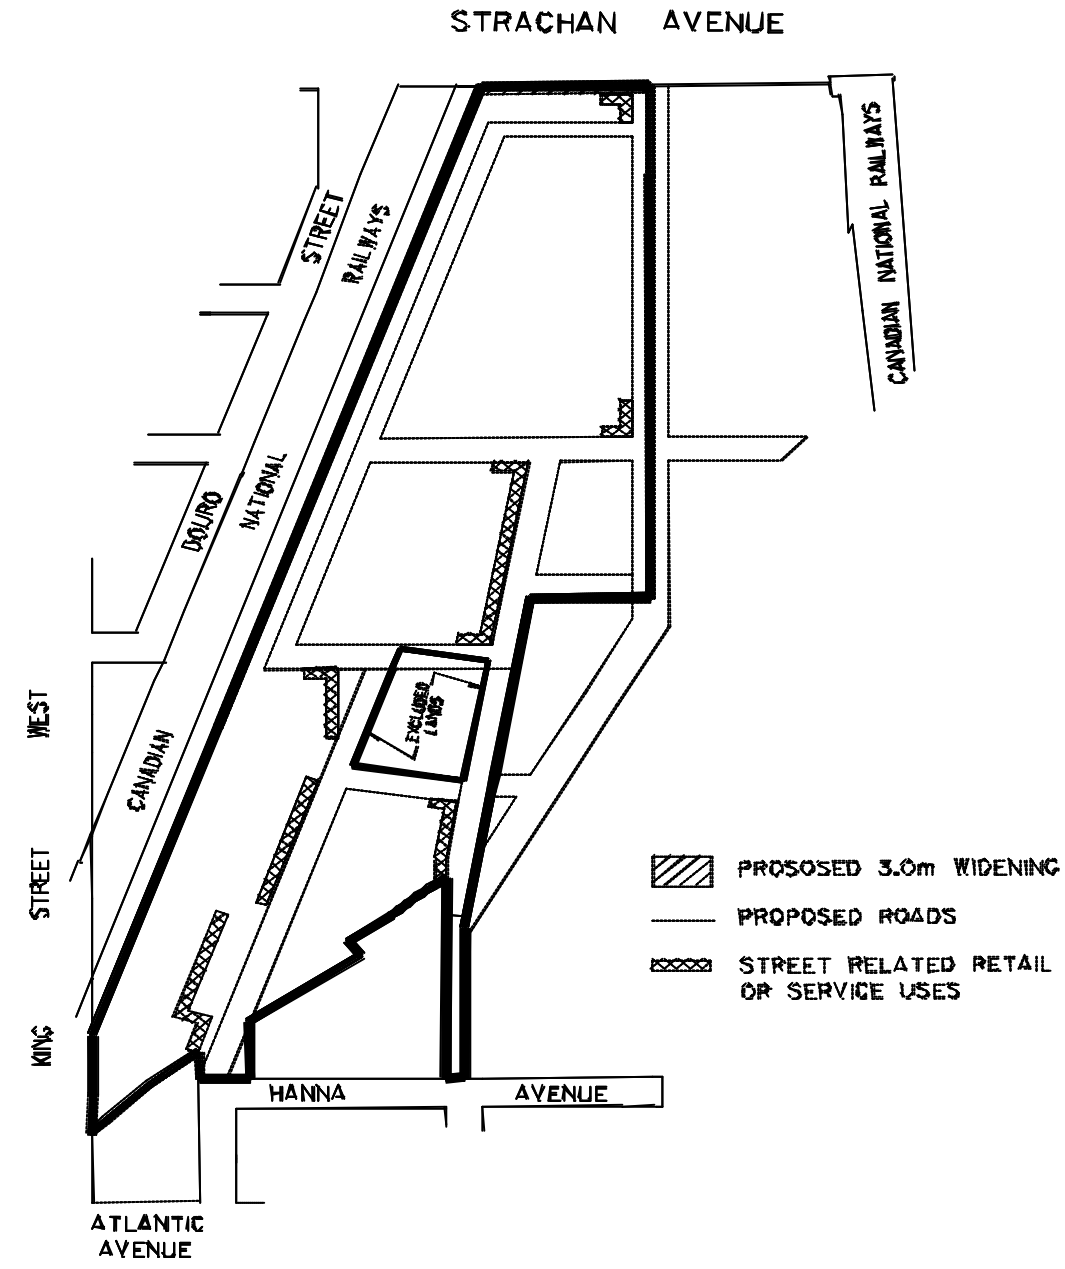 STRACHAN AVENUE
STREET
RAILWAYS
CANADIAN NATIONAL RAILWAYS
DOURO
NATIONAL
WEST
CANADIAN
EXCLUDED
LANDS
STREET
KING
PROSOSED 3.0m WIDENING
PROPOSED ROADS
STREET RELATED RETAIL
OR SERVICE USES
HANNA AVENUE
ATLANTIC
AVENUE